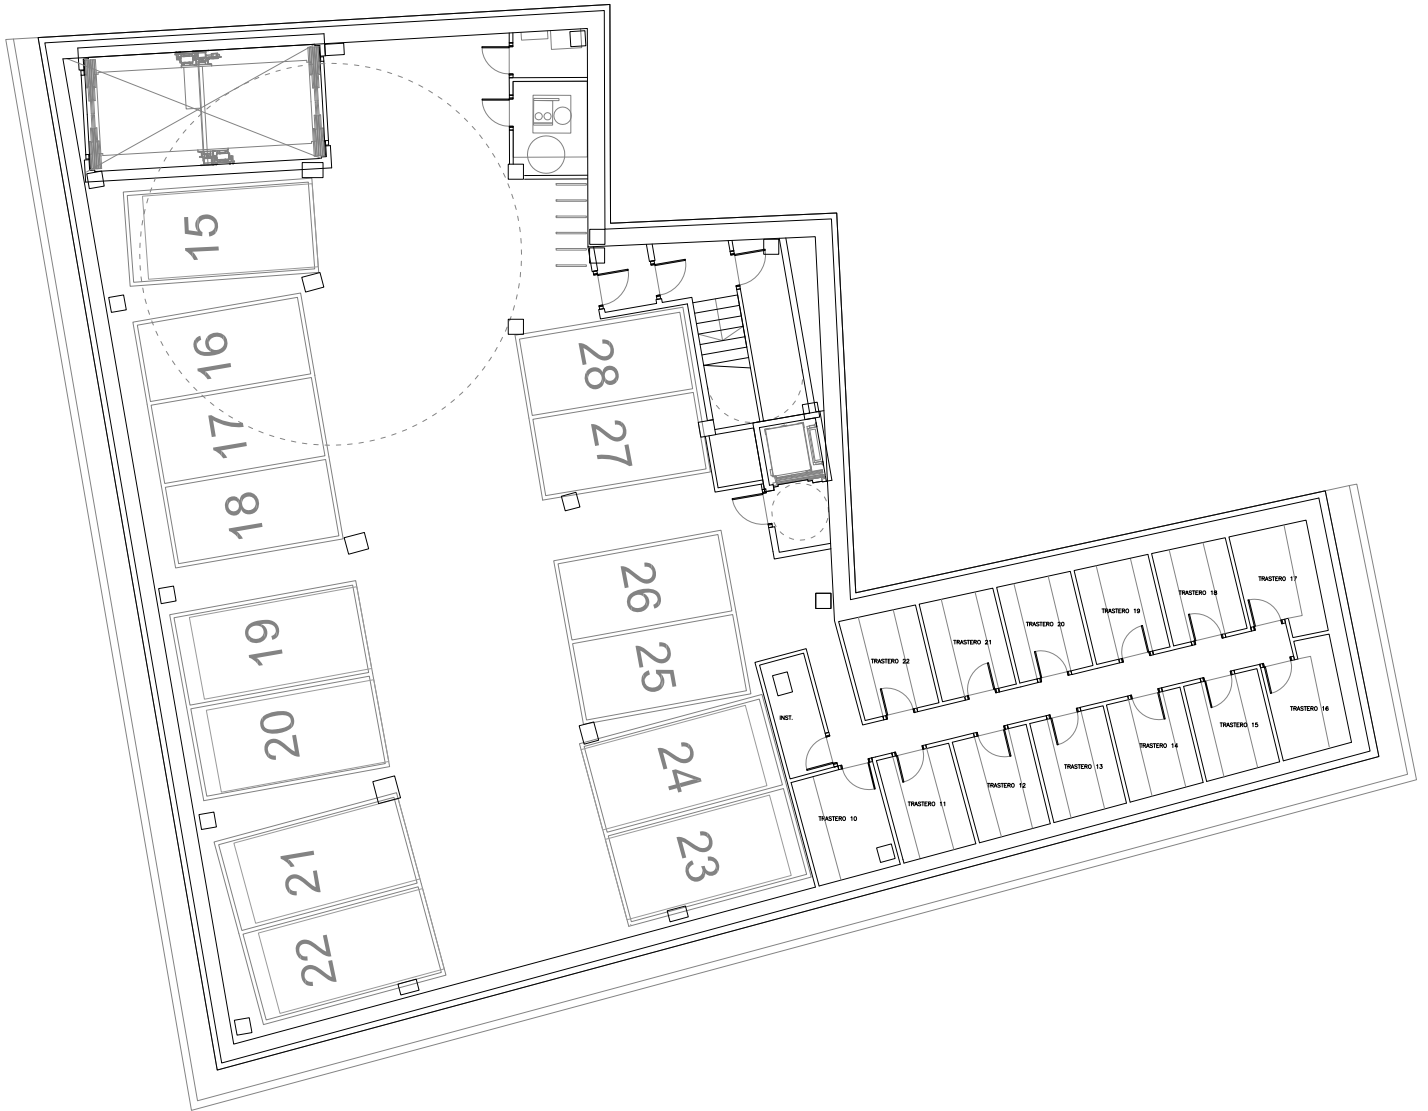 15
16
28
17
27
18
26
19
25
20
24
21
23
22
TRASTERO 17
TRASTERO 18
TRASTERO 19
TRASTERO 20
TRASTERO 21
TRASTERO 22
INST.
TRASTERO 16
TRASTERO 15
TRASTERO 14
TRASTERO 13
TRASTERO 12
TRASTERO 11
TRASTERO 10